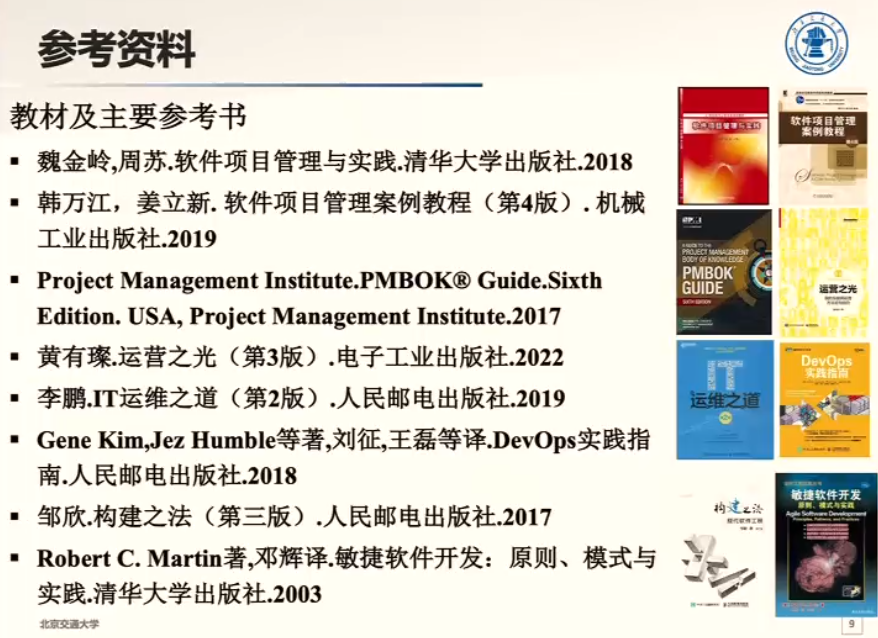 参考资料
教材及主要参考书
▪ 魏金岭,周苏.软件项目管理与实践.清华大学出版社.2018
▪ 韩万江，姜立新. 软件项目管理案例教程（第4版）. 机械
工业出版社.2019
▪ Project Management Institute.PMBOK® Guide.Sixth
Edition. USA, Project Management Institute.2017
▪ 黄有璨.运营之光（第3版）.电子工业出版社.2022
▪ 李鹏.IT运维之道（第2版）.人民邮电出版社.2019
▪ Gene Kim,Jez Humble等著,刘征,王磊等译.DevOps实践指
南.人民邮电出版社.2018
▪ 邹欣.构建之法（第三版）.人民邮电出版社.2017
▪ Robert C. Martin著,邓辉译.敏捷软件开发：原则、模式与
实践.清华大学出版社.2003
软件项目管理与实践
软件项目管理
案例教程
PMI
A GUIDE TO THE
PROJECT MANAGEMENT
BODY OF KNOWLEDGE
PMBOK
GUIDE
SIXTH EDITION
运营之光
IT
运维之道
DevOps
实践指南
构建之法
现代软件工程
敏捷软件开发
原则、模式与实践
Agile Software Development
Principles, Patterns, and Practices
北京交通大学
9